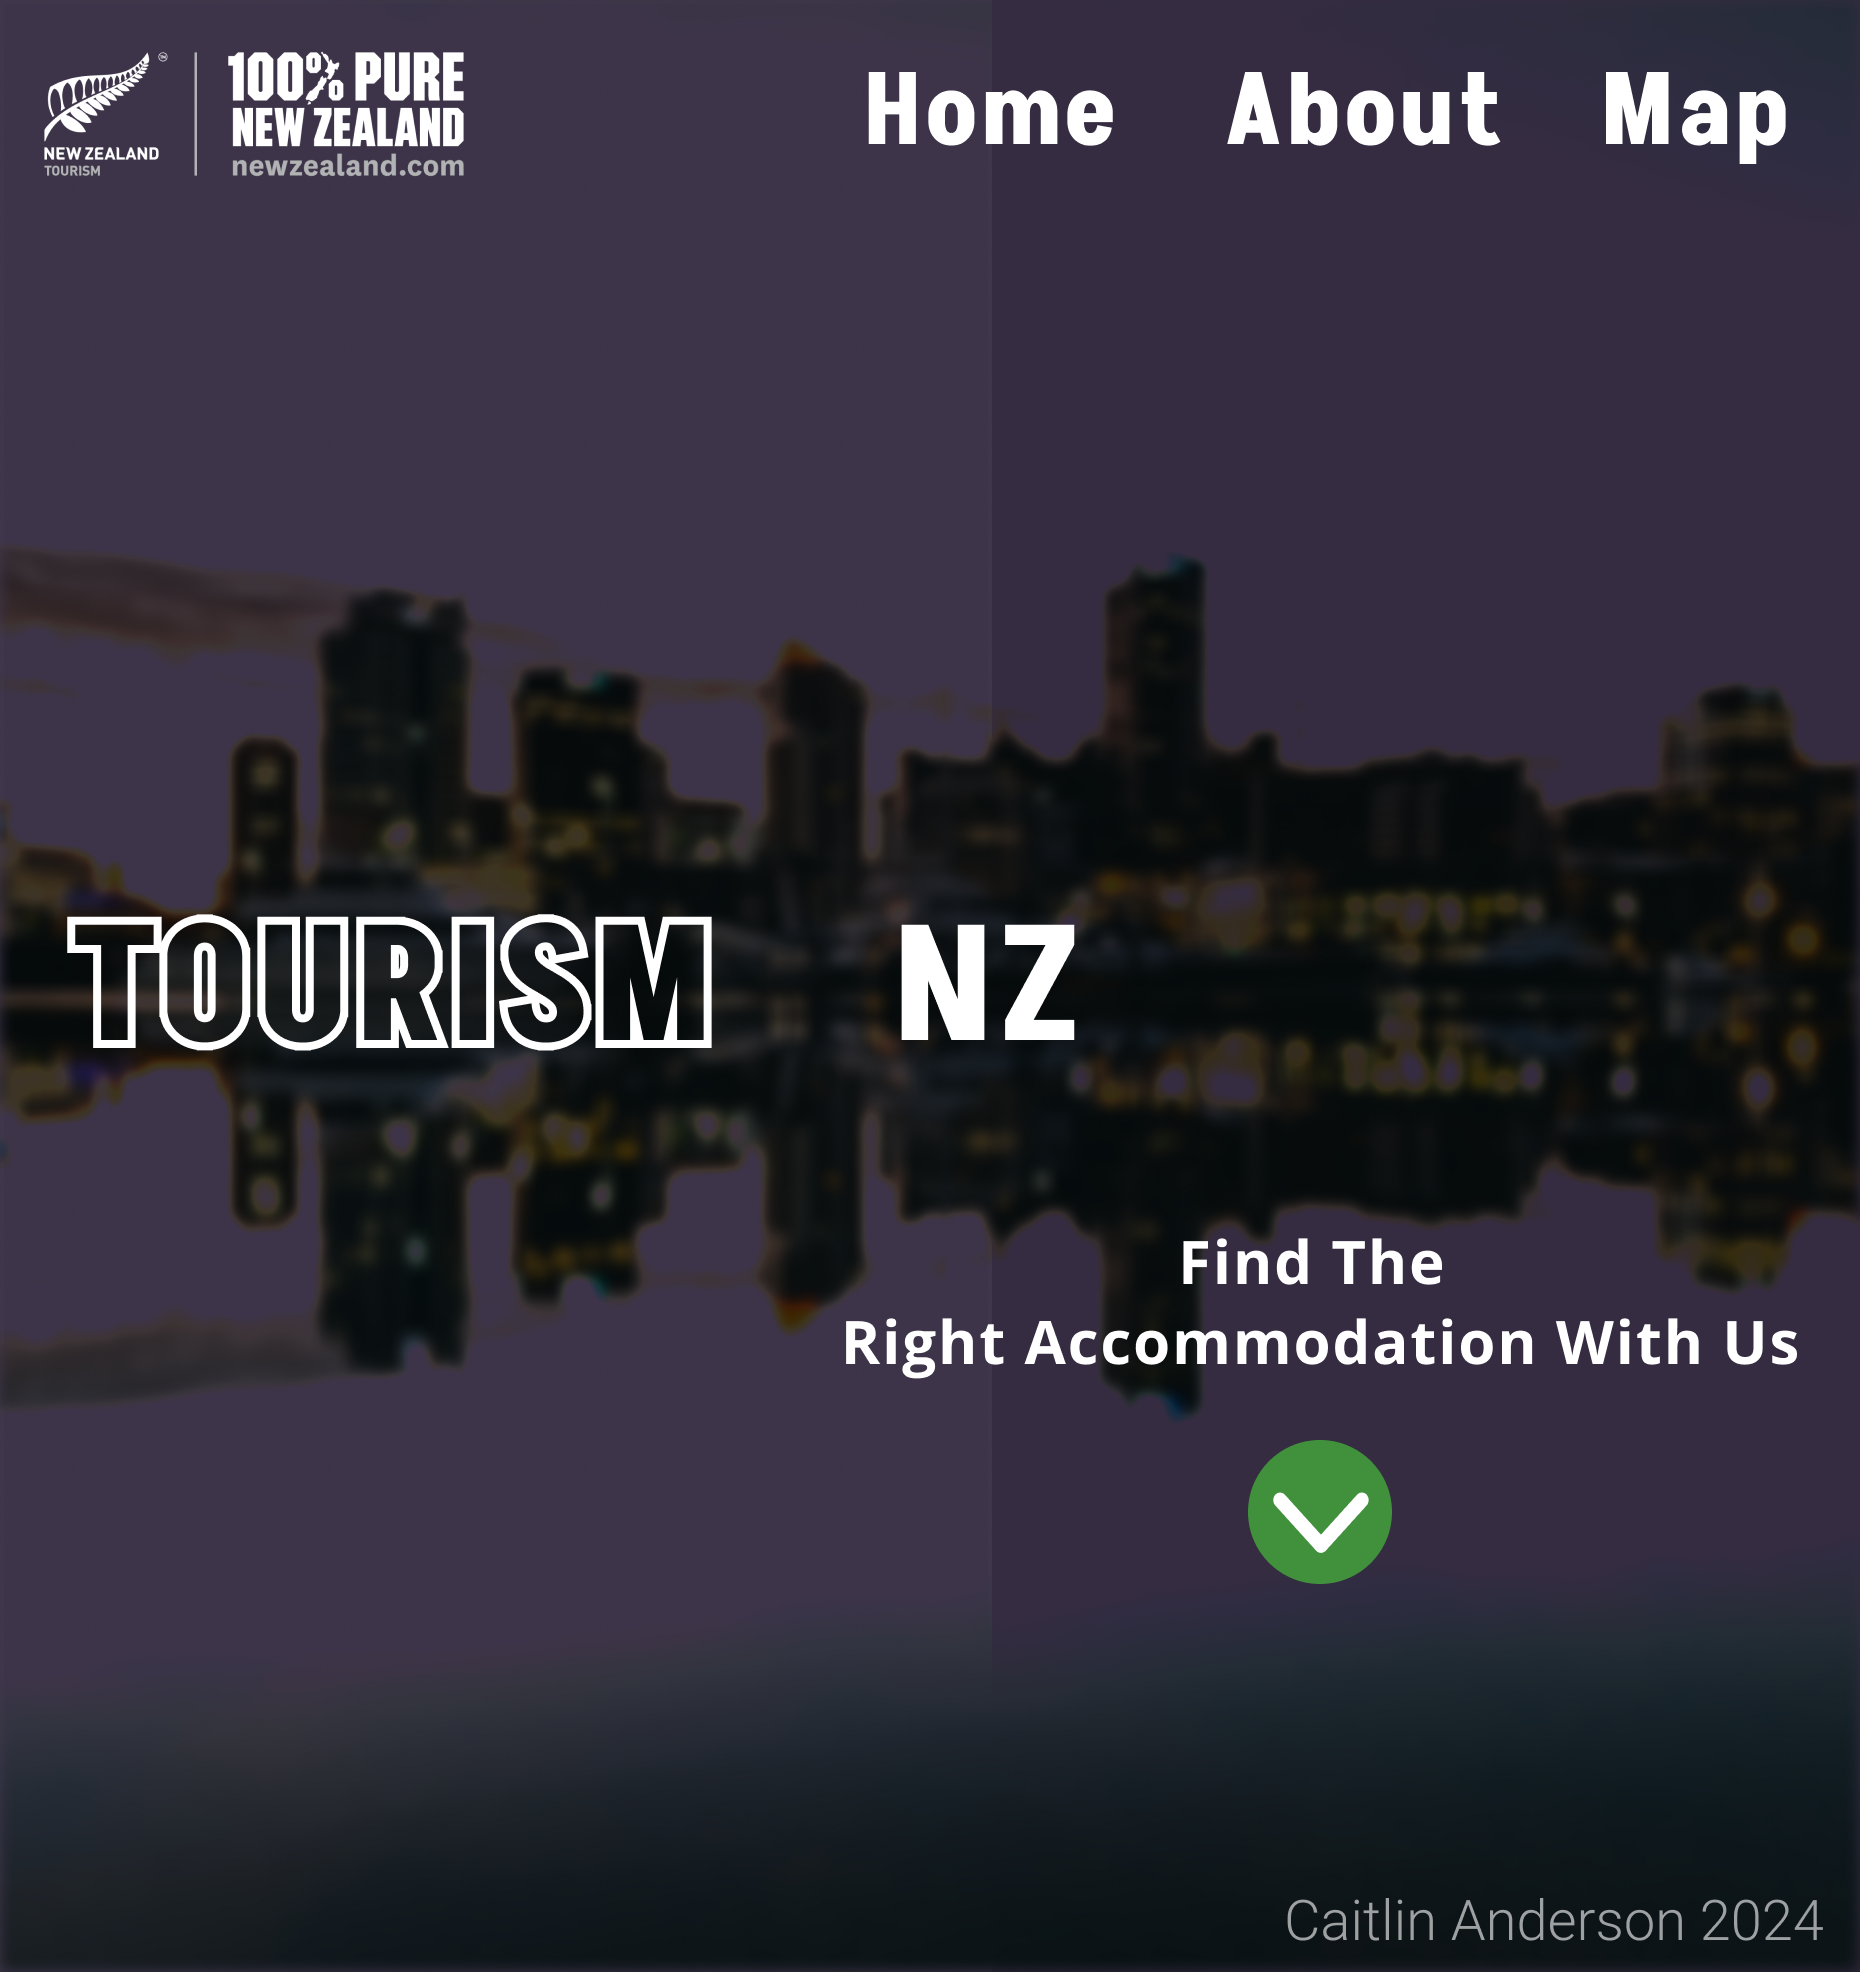 NEW ZEALAND
TOURISM
100% PURE
NEW ZEALAND
newzealand.com
Home About Map
TOURISM NZ
Find The
Right Accommodation With Us
Caitlin Anderson 2024